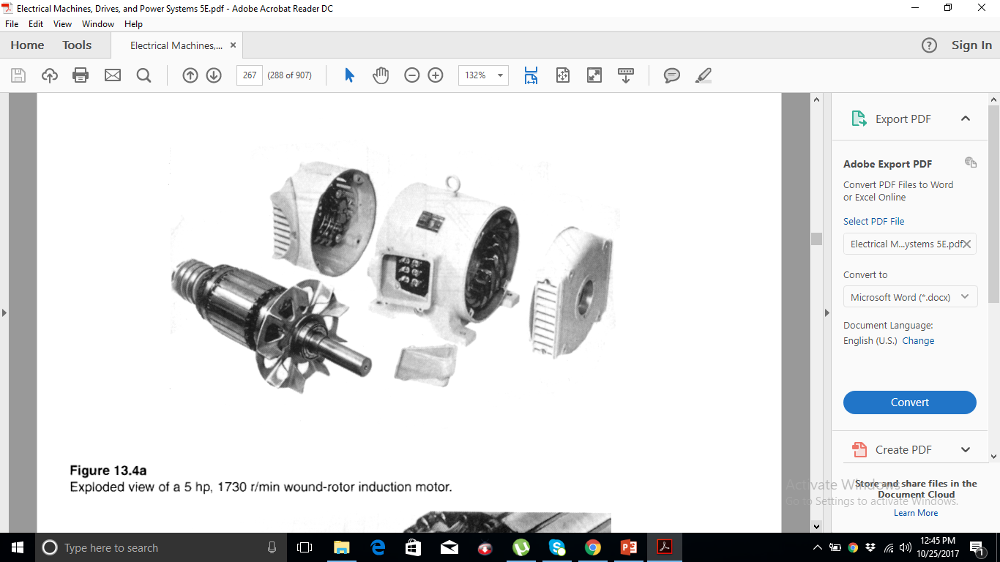 Electrical Machines, Drives, and Power Systems 5E.pdf - Adobe Acrobat Reader DC
File Edit View Window Help
Home Tools Electrical Machines,... × ? Sign In
267 (288 of 907) 132%
Export PDF
Adobe Export PDF
Convert PDF Files to Word
or Excel Online
Select PDF File
Electrical M...ystems 5E.pdf
Convert to
Microsoft Word (*.docx)
Document Language:
English (U.S.) Change
Convert
Create PDF
Store and share files in the
Document Cloud
Learn More
Activate Windows
Go to Settings to activate Windows.
Figure 13.4a
Exploded view of a 5 hp, 1730 r/min wound-rotor induction motor.
Type here to search
12:45 PM
10/25/2017
1